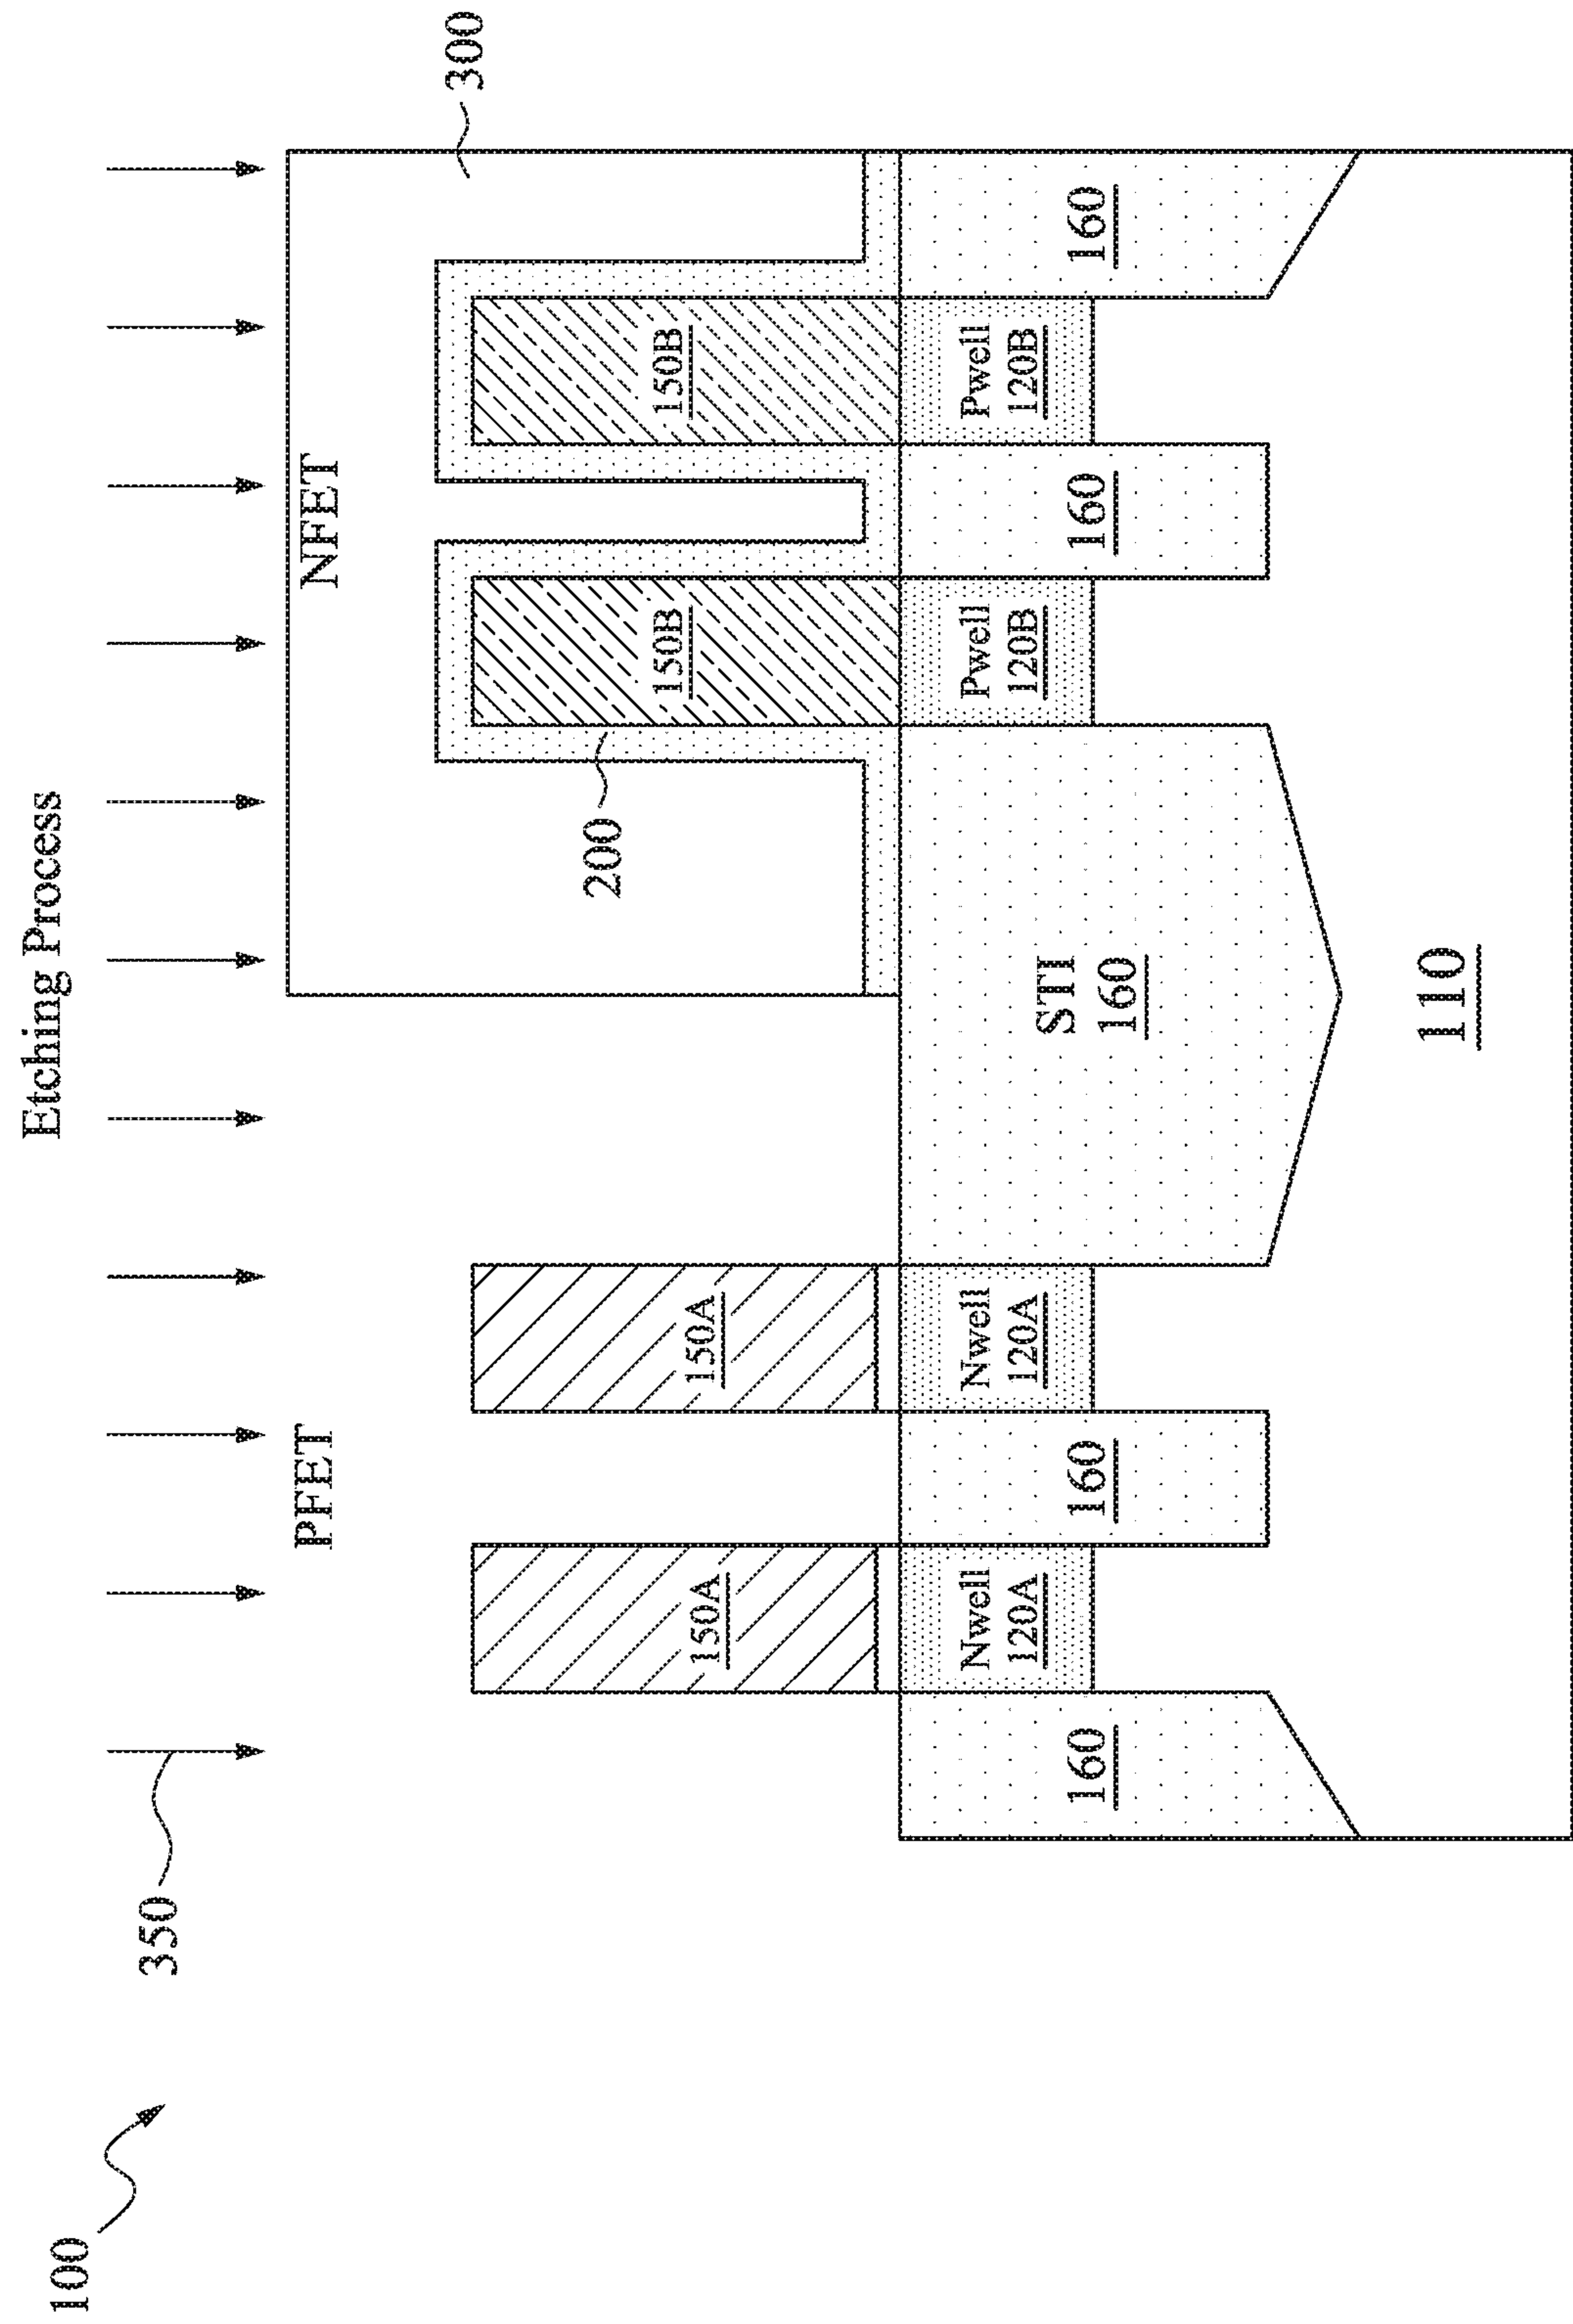 100
350
Etching Process
PFET
NFET
300
200
150A
150A
150B
150B
160
Nwell
120A
160
Nwell
120A
STI
160
Pwell
120B
160
Pwell
120B
160
110